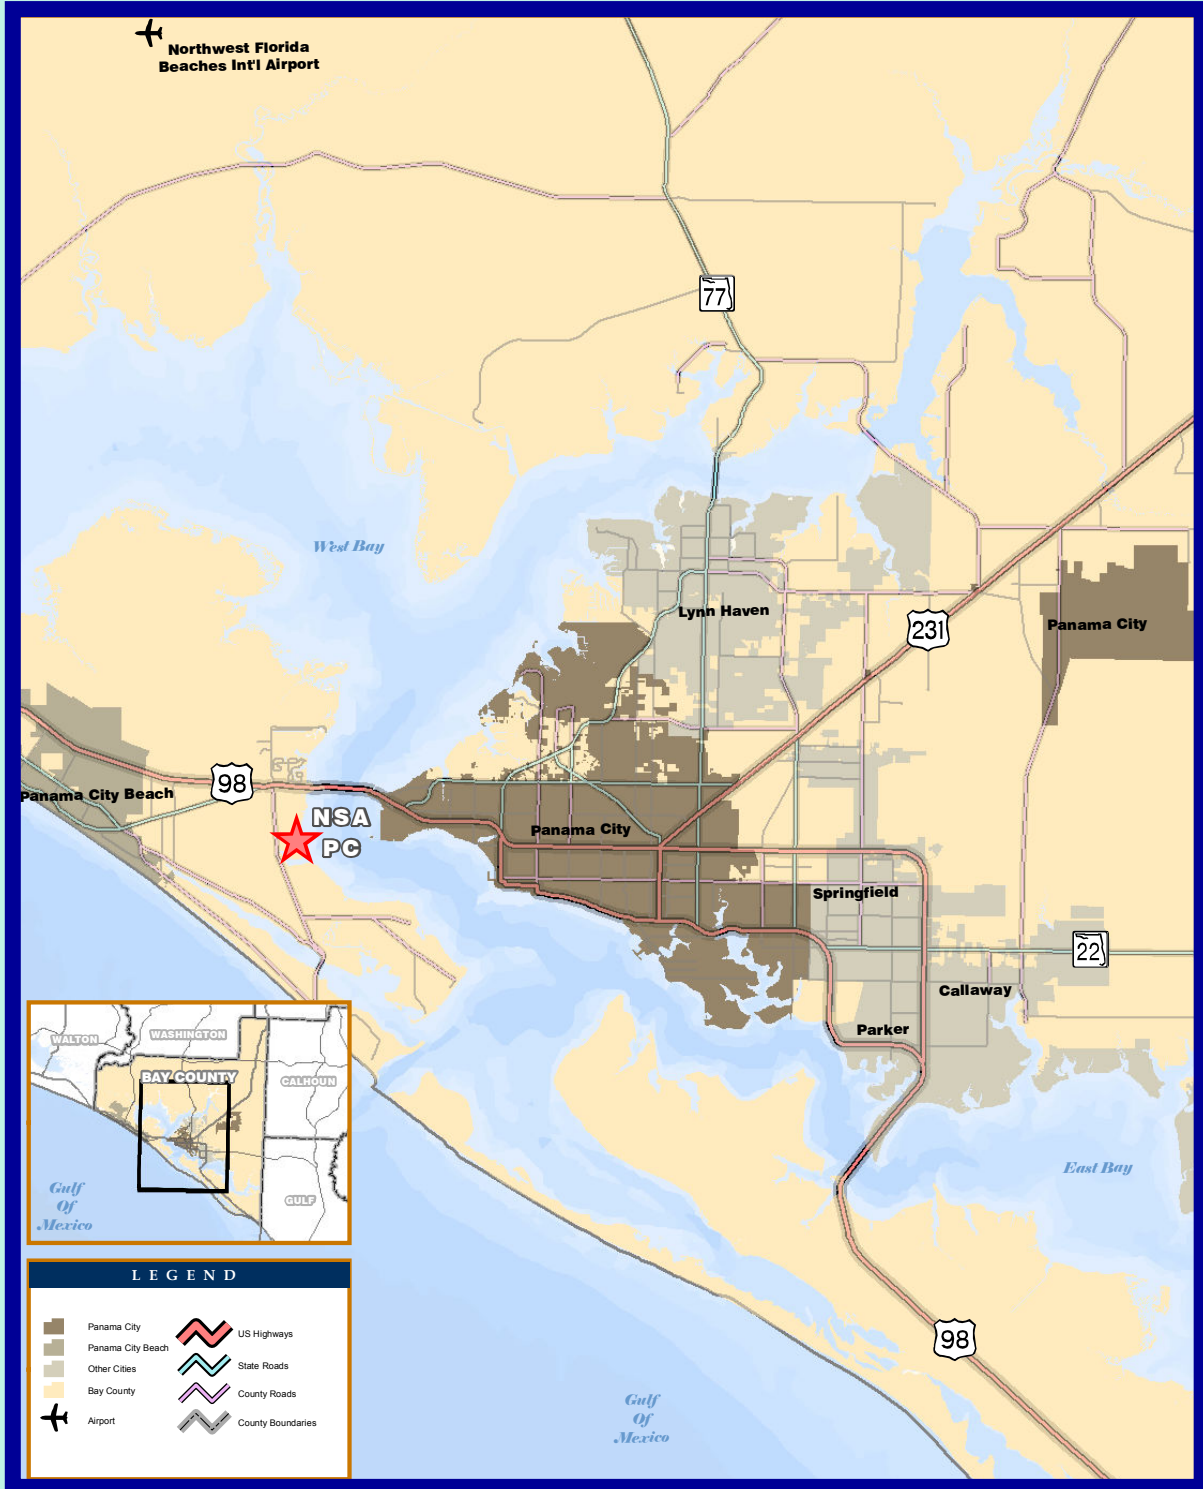 Northwest Florida
Beaches Int'l Airport
77
West Bay
Lynn Haven
231
Panama City
98
Panama City Beach
NSA
PC
Panama City
Springfield
22
Callaway
Parker
East Bay
98
Gulf
Of
Mexico
WALTON
WASHINGTON
BAY COUNTY
CALHOUN
GULF
Gulf
Of
Mexico
LEGEND
Panama City
Panama City Beach
Other Cities
Bay County
Airport
US Highways
State Roads
County Roads
County Boundaries